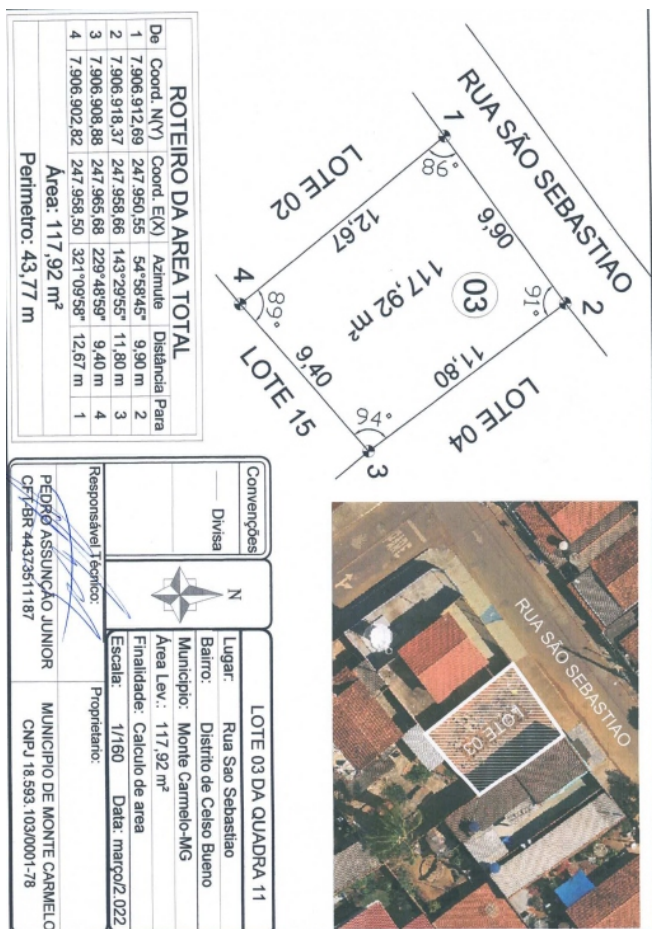 RUA SÃO SEBASTIAO
1
2
3
4
9,90
11,80
9,40
12,67
86°
91°
94°
89°
03
117,92 m²
LOTE 02
LOTE 04
LOTE 15
RUA SÃO SEBASTIAO
LOTE 03
ROTEIRO DA AREA TOTAL
De Coord. N(Y) Coord. E(X) Azimute Distância Para
1 7.906.912,69 247.950,55 54°58'45" 9,90 m 2
2 7.906.918,37 247.958,66 143°29'55" 11,80 m 3
3 7.906.908,88 247.965,68 229°48'59" 9,40 m 4
4 7.906.902,82 247.958,50 321°09'58" 12,67 m 1
Área: 117,92 m²
Perimetro: 43,77 m
Convenções
Divisa
N
LOTE 03 DA QUADRA 11
Lugar: Rua Sao Sebastiao
Bairro: Distrito de Celso Bueno
Municipio: Monte Carmelo-MG
Área Lev.: 117,92 m²
Finalidade: Calculo de area
Escala: 1/160 Data: março/2.022
Responsável Técnico:
PEDRO ASSUNÇÃO JUNIOR
CFT-BR 44373511187
Proprietario:
MUNICIPIO DE MONTE CARMELO
CNPJ 18.593.103/0001-78